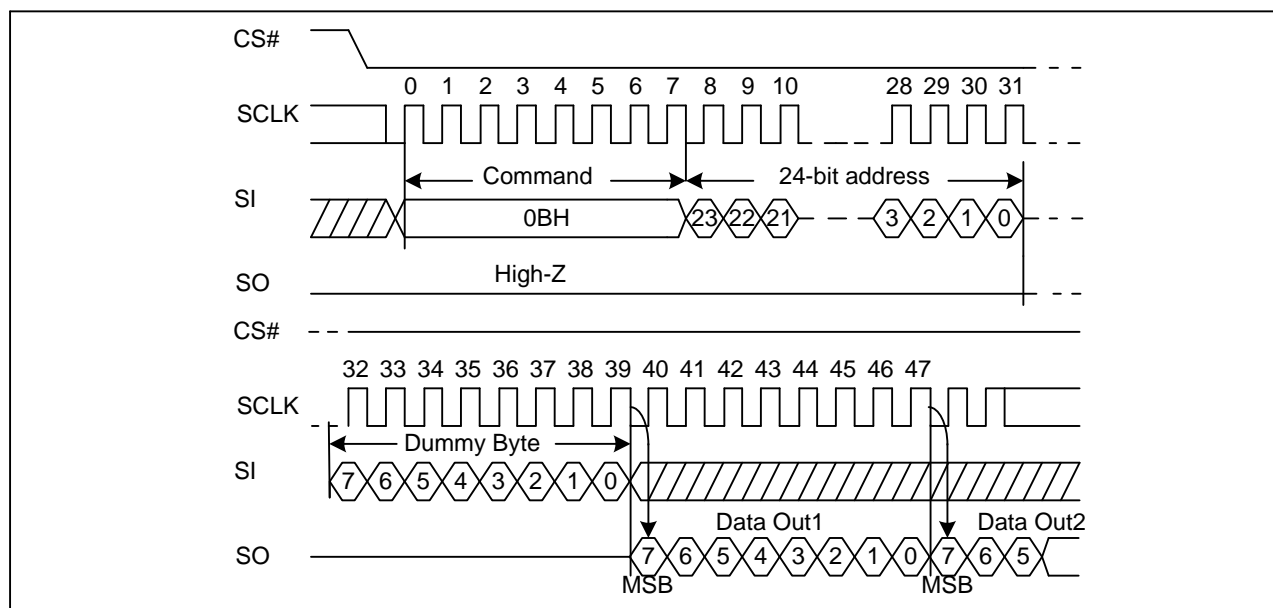 CS#
0 1 2 3 4 5 6 7 8 9 10 28 29 30 31
SCLK
Command 24-bit address
SI
0BH 23 22 21 3 2 1 0
High-Z
SO
CS#
32 33 34 35 36 37 38 39 40 41 42 43 44 45 46 47
SCLK
Dummy Byte
SI
7 6 5 4 3 2 1 0
Data Out1 Data Out2
SO
7 6 5 4 3 2 1 0 7 6 5
MSB MSB